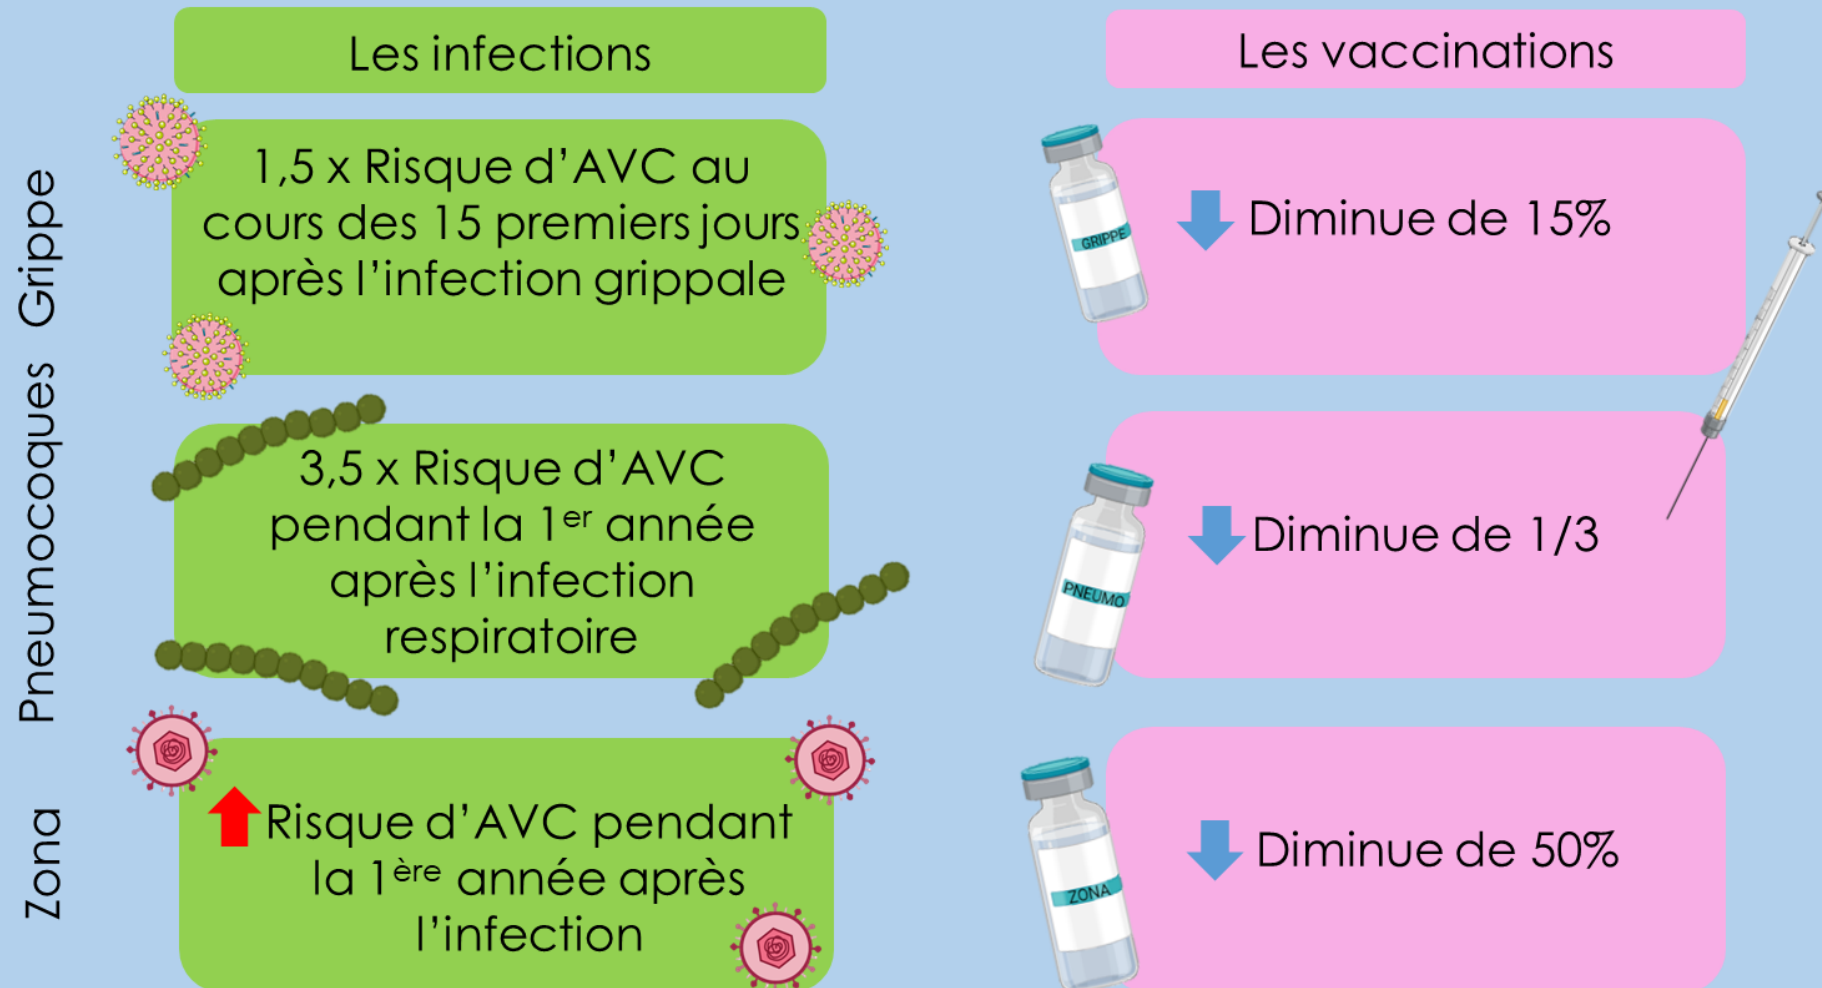 Les infections
Les vaccinations
Grippe
1,5 x Risque d’AVC au
cours des 15 premiers jours
après l’infection grippale
GRIPPE
Diminue de 15%
Pneumocoques
3,5 x Risque d’AVC
pendant la 1er année
après l’infection
respiratoire
PNEUMO
Diminue de 1/3
Zona
Risque d’AVC pendant
la 1ère année après
l’infection
ZONA
Diminue de 50%